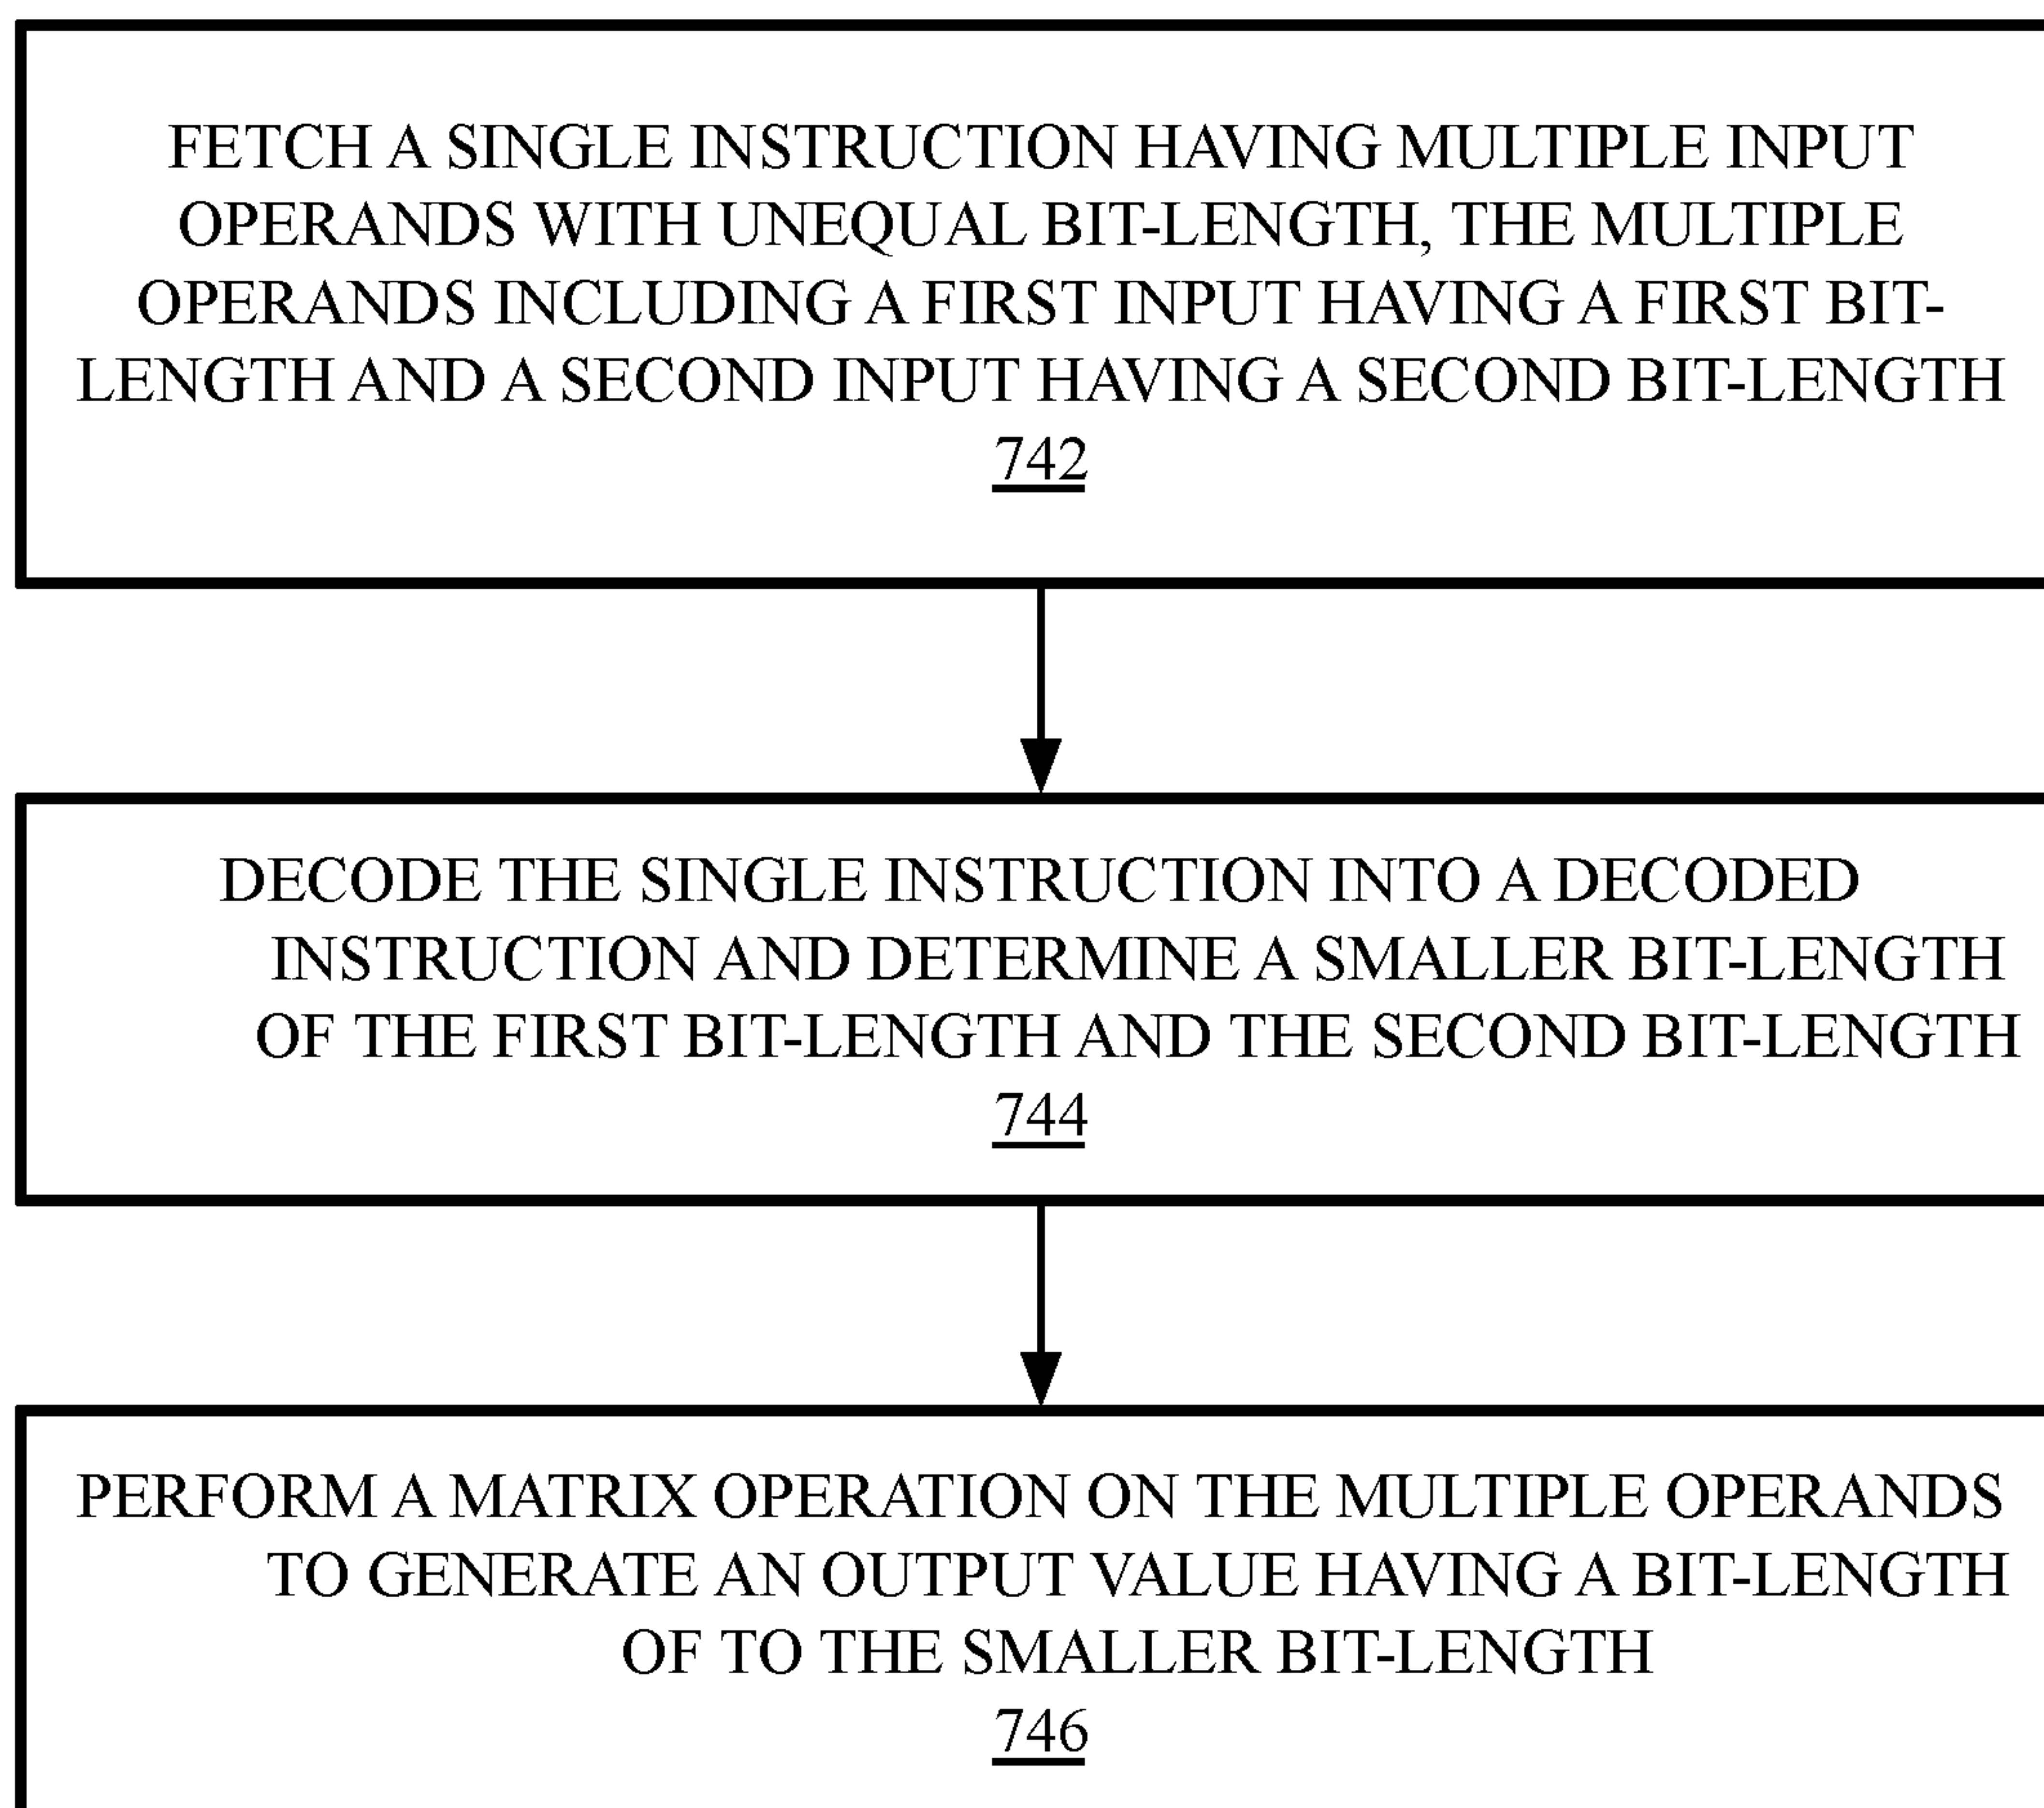 FETCH A SINGLE INSTRUCTION HAVING MULTIPLE INPUT
OPERANDS WITH UNEQUAL BIT-LENGTH, THE MULTIPLE
OPERANDS INCLUDING A FIRST INPUT HAVING A FIRST BIT-
LENGTH AND A SECOND INPUT HAVING A SECOND BIT-LENGTH
742
DECODE THE SINGLE INSTRUCTION INTO A DECODED
INSTRUCTION AND DETERMINE A SMALLER BIT-LENGTH
OF THE FIRST BIT-LENGTH AND THE SECOND BIT-LENGTH
744
PERFORM A MATRIX OPERATION ON THE MULTIPLE OPERANDS
TO GENERATE AN OUTPUT VALUE HAVING A BIT-LENGTH
OF TO THE SMALLER BIT-LENGTH
746